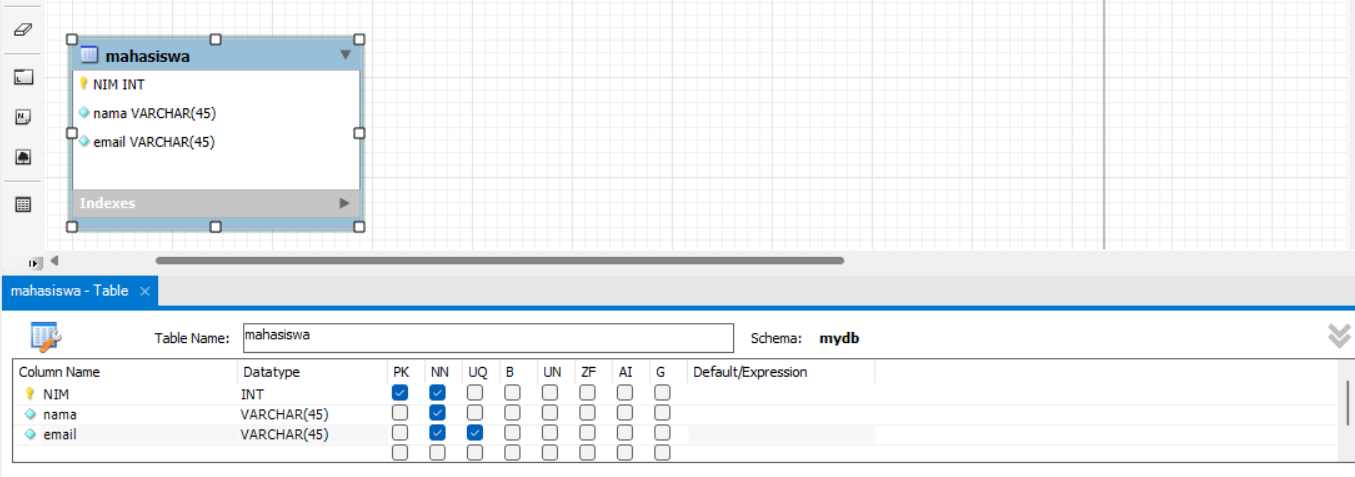 mahasiswa
NIM INT
nama VARCHAR(45)
email VARCHAR(45)
Indexes
mahasiswa - Table
Table Name: mahasiswa Schema: mydb
Column Name Datatype PK NN UQ B UN ZF AI G Default/Expression
NIM INT
nama VARCHAR(45)
email VARCHAR(45)